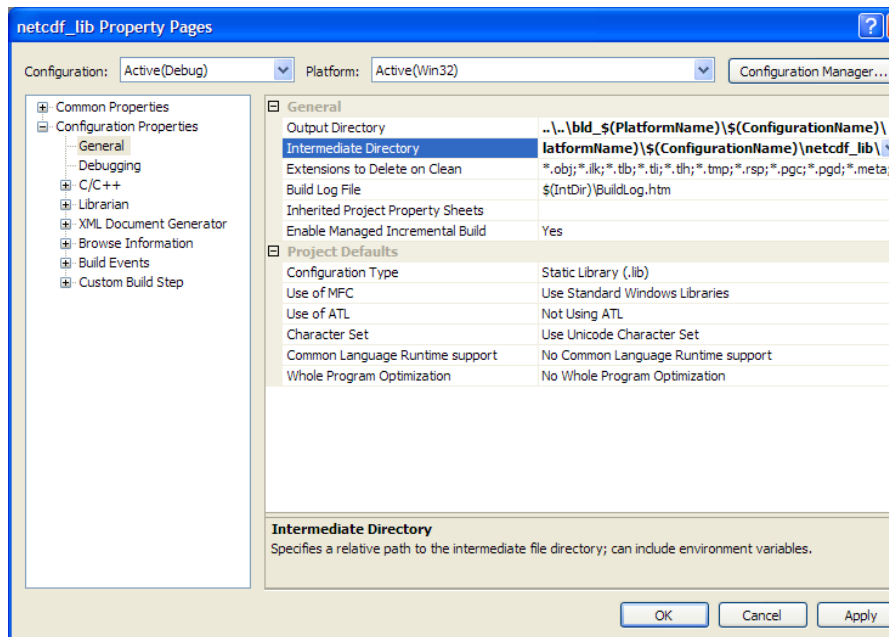 netcdf_lib Property Pages
Configuration: Active(Debug) Platform: Active(Win32) Configuration Manager...
Common Properties
Configuration Properties
General
Debugging
C/C++
Librarian
XML Document Generator
Browse Information
Build Events
Custom Build Step
General
Output Directory ..\..\bld_$(PlatformName)\$(ConfigurationName)\
Intermediate Directory latformName)\$(ConfigurationName)\netcdf_lib\
Extensions to Delete on Clean *.obj;*.ilk;*.tlb;*.tli;*.tlh;*.tmp;*.rsp;*.pgc;*.pgd;*.meta;
Build Log File $(IntDir)\BuildLog.htm
Inherited Project Property Sheets
Enable Managed Incremental Build Yes
Project Defaults
Configuration Type Static Library (.lib)
Use of MFC Use Standard Windows Libraries
Use of ATL Not Using ATL
Character Set Use Unicode Character Set
Common Language Runtime support No Common Language Runtime support
Whole Program Optimization No Whole Program Optimization
Intermediate Directory
Specifies a relative path to the intermediate file directory; can include environment variables.
OK Cancel Apply